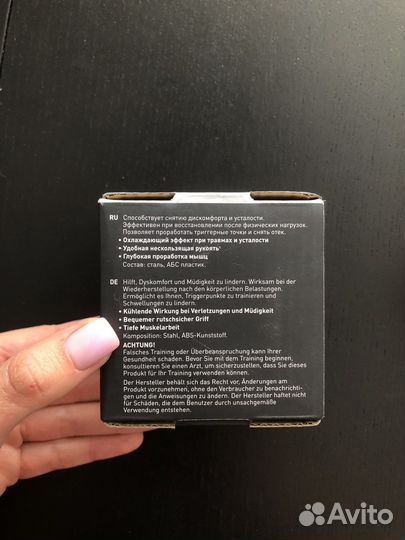 RU Способствует снятию дискомфорта и усталости.
Эффективен при восстановлении после физических нагрузок.
Позволяет проработать триггерные точки и снять отек.
• Охлаждающий эффект при травмах и усталости
• Удобная нескользящая рукоять
• Глубокая проработка мышц
Состав: сталь, АБС пластик.
DE Hilft, Dyskomfort und Müdigkeit zu lindern. Wirksam bei der
Wiederherstellung nach den körperlichen Belastungen.
Ermöglicht es Ihnen, Triggerpunkte zu trainieren und
Schwellungen zu lindern.
• Kühlende Wirkung bei Verletzungen und Müdigkeit
• Bequemer rutschsicher Griff
• Tiefe Muskelarbeit
Komposition: Stahl, ABS-Kunststoff.
ACHTUNG!
Falsches Training oder Überbeanspruchung kann Ihrer
Gesundheit schaden. Bevor Sie mit dem Training beginnen,
konsultieren Sie einen Arzt, um sicherzustellen, dass Sie dieses
Produkt für Ihr Training verwenden können.
Der Hersteller behält sich das Recht vor, Änderungen am
Produkt vorzunehmen, ohne den Verbraucher zu benachrichti-
gen und die Anweisungen zu ändern. Der Hersteller haftet nicht
für Schäden, die dem Benutzer durch unsachgemäße
Verwendung entstehen.
Avito